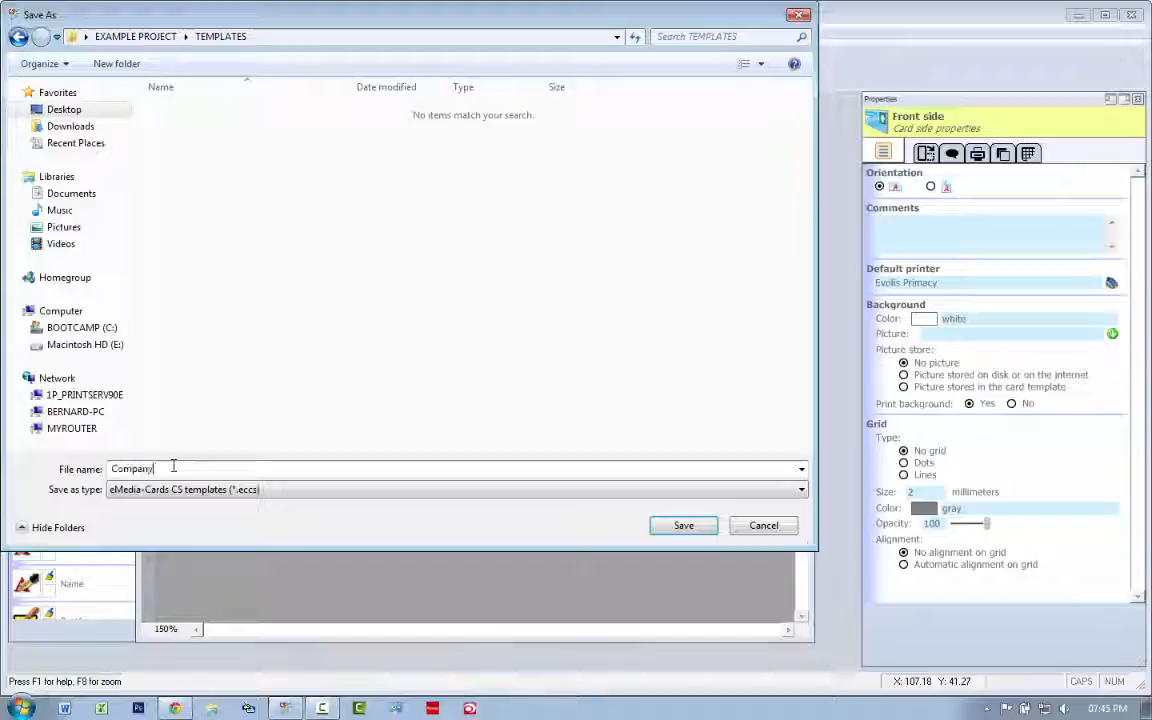 Save As
EXAMPLE PROJECT TEMPLATES
Search TEMPLATES
Organize New folder
Name Date modified Type Size
No items match your search.
Favorites
Desktop
Downloads
Recent Places
Libraries
Documents
Music
Pictures
Videos
Homegroup
Computer
BOOTCAMP (C:)
Macintosh HD (E:)
Network
1P_PRINTSERV90E
BERNARD-PC
MYROUTER
File name: Company
Save as type: eMedia-Cards CS templates (*.eccs)
Hide Folders
Save Cancel
Name
150%
Properties
Front side
Card side properties
Orientation
Comments
Default printer
Evolis Primacy
Background
Color: white
Picture:
Picture store:
No picture
Picture stored on disk or on the internet
Picture stored in the card template
Print background: Yes No
Grid
Type:
No grid
Dots
Lines
Size: 2 millimeters
Color: gray
Opacity: 100
Alignment:
No alignment on grid
Automatic alignment on grid
Press F1 for help, F8 for zoom
X: 107.18 Y: 41.27
CAPS NUM
07:45 PM